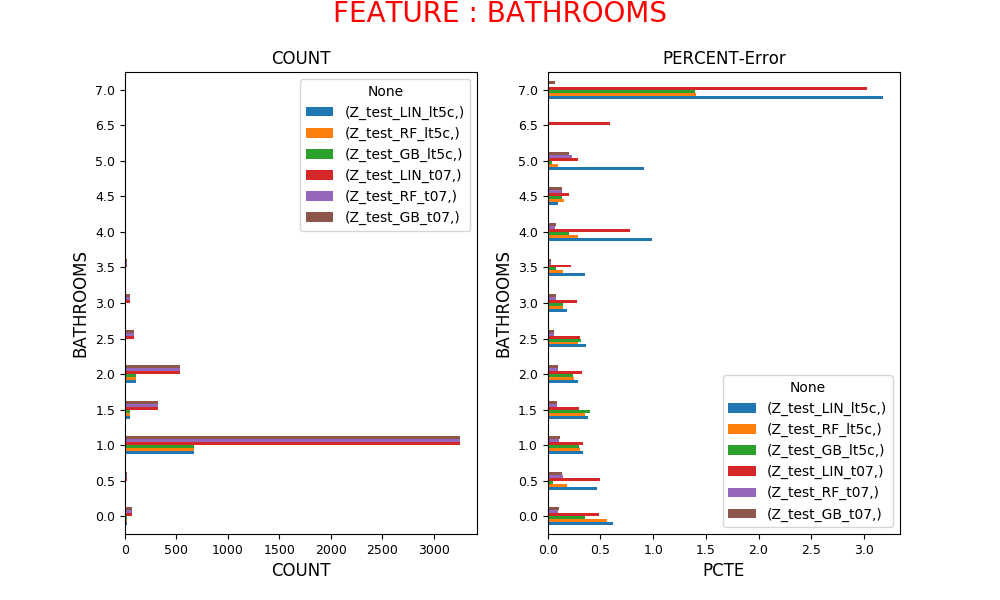 FEATURE : BATHROOMS
COUNT
BATHROOMS
7.0
6.5
5.0
4.5
4.0
3.5
3.0
2.5
2.0
1.5
1.0
0.5
0.0
None
(Z_test_LIN_lt5c,)
(Z_test_RF_lt5c,)
(Z_test_GB_lt5c,)
(Z_test_LIN_t07,)
(Z_test_RF_t07,)
(Z_test_GB_t07,)
0 500 1000 1500 2000 2500 3000
COUNT
PERCENT-Error
BATHROOMS
7.0
6.5
5.0
4.5
4.0
3.5
3.0
2.5
2.0
1.5
1.0
0.5
0.0
None
(Z_test_LIN_lt5c,)
(Z_test_RF_lt5c,)
(Z_test_GB_lt5c,)
(Z_test_LIN_t07,)
(Z_test_RF_t07,)
(Z_test_GB_t07,)
0.0 0.5 1.0 1.5 2.0 2.5 3.0
PCTE